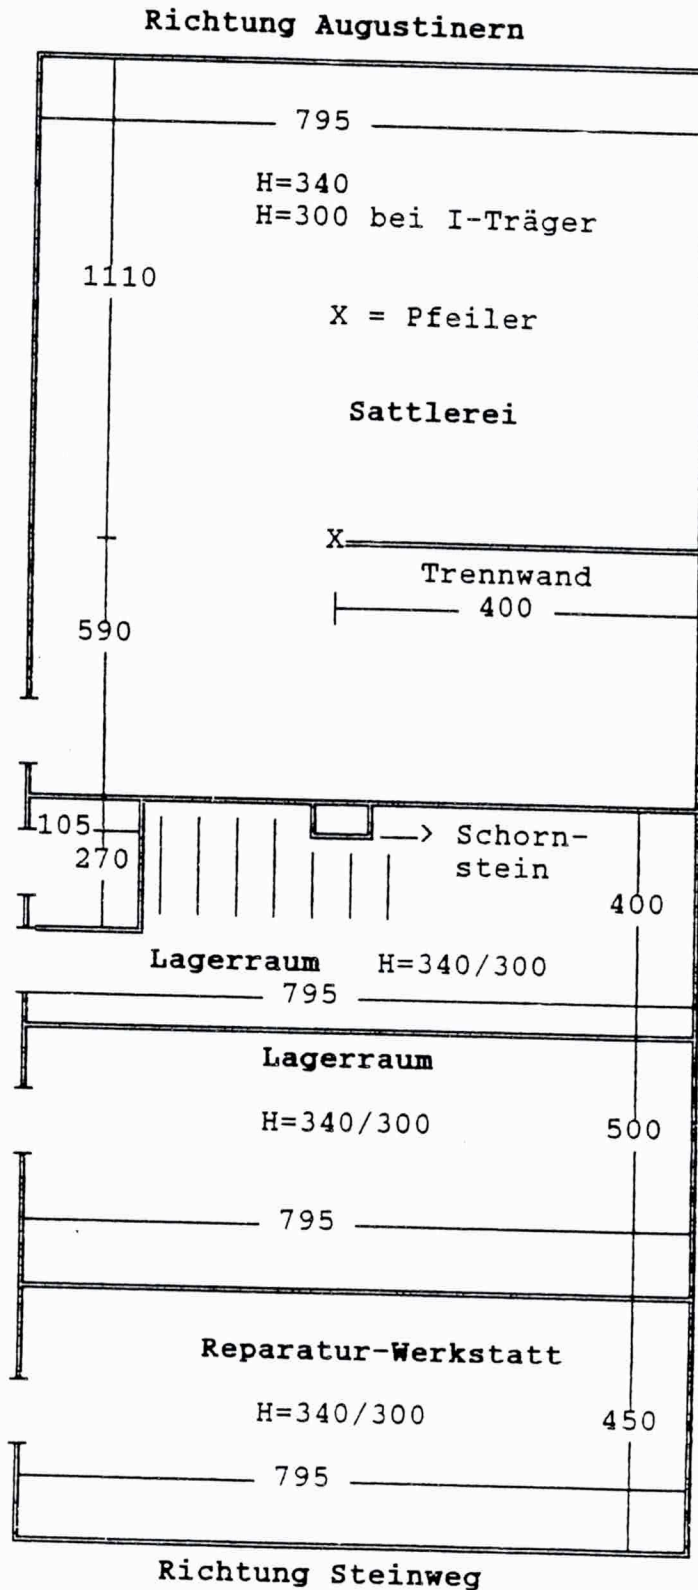 Richtung Augustinern
795
H=340
H=300 bei I-Träger
1110
X = Pfeiler
Sattlerei
X
Trennwand
400
590
105
270
Schorn-
stein
400
Lagerraum H=340/300
795
Lagerraum
H=340/300 500
795
Reparatur-Werkstatt
H=340/300 450
795
Richtung Steinweg